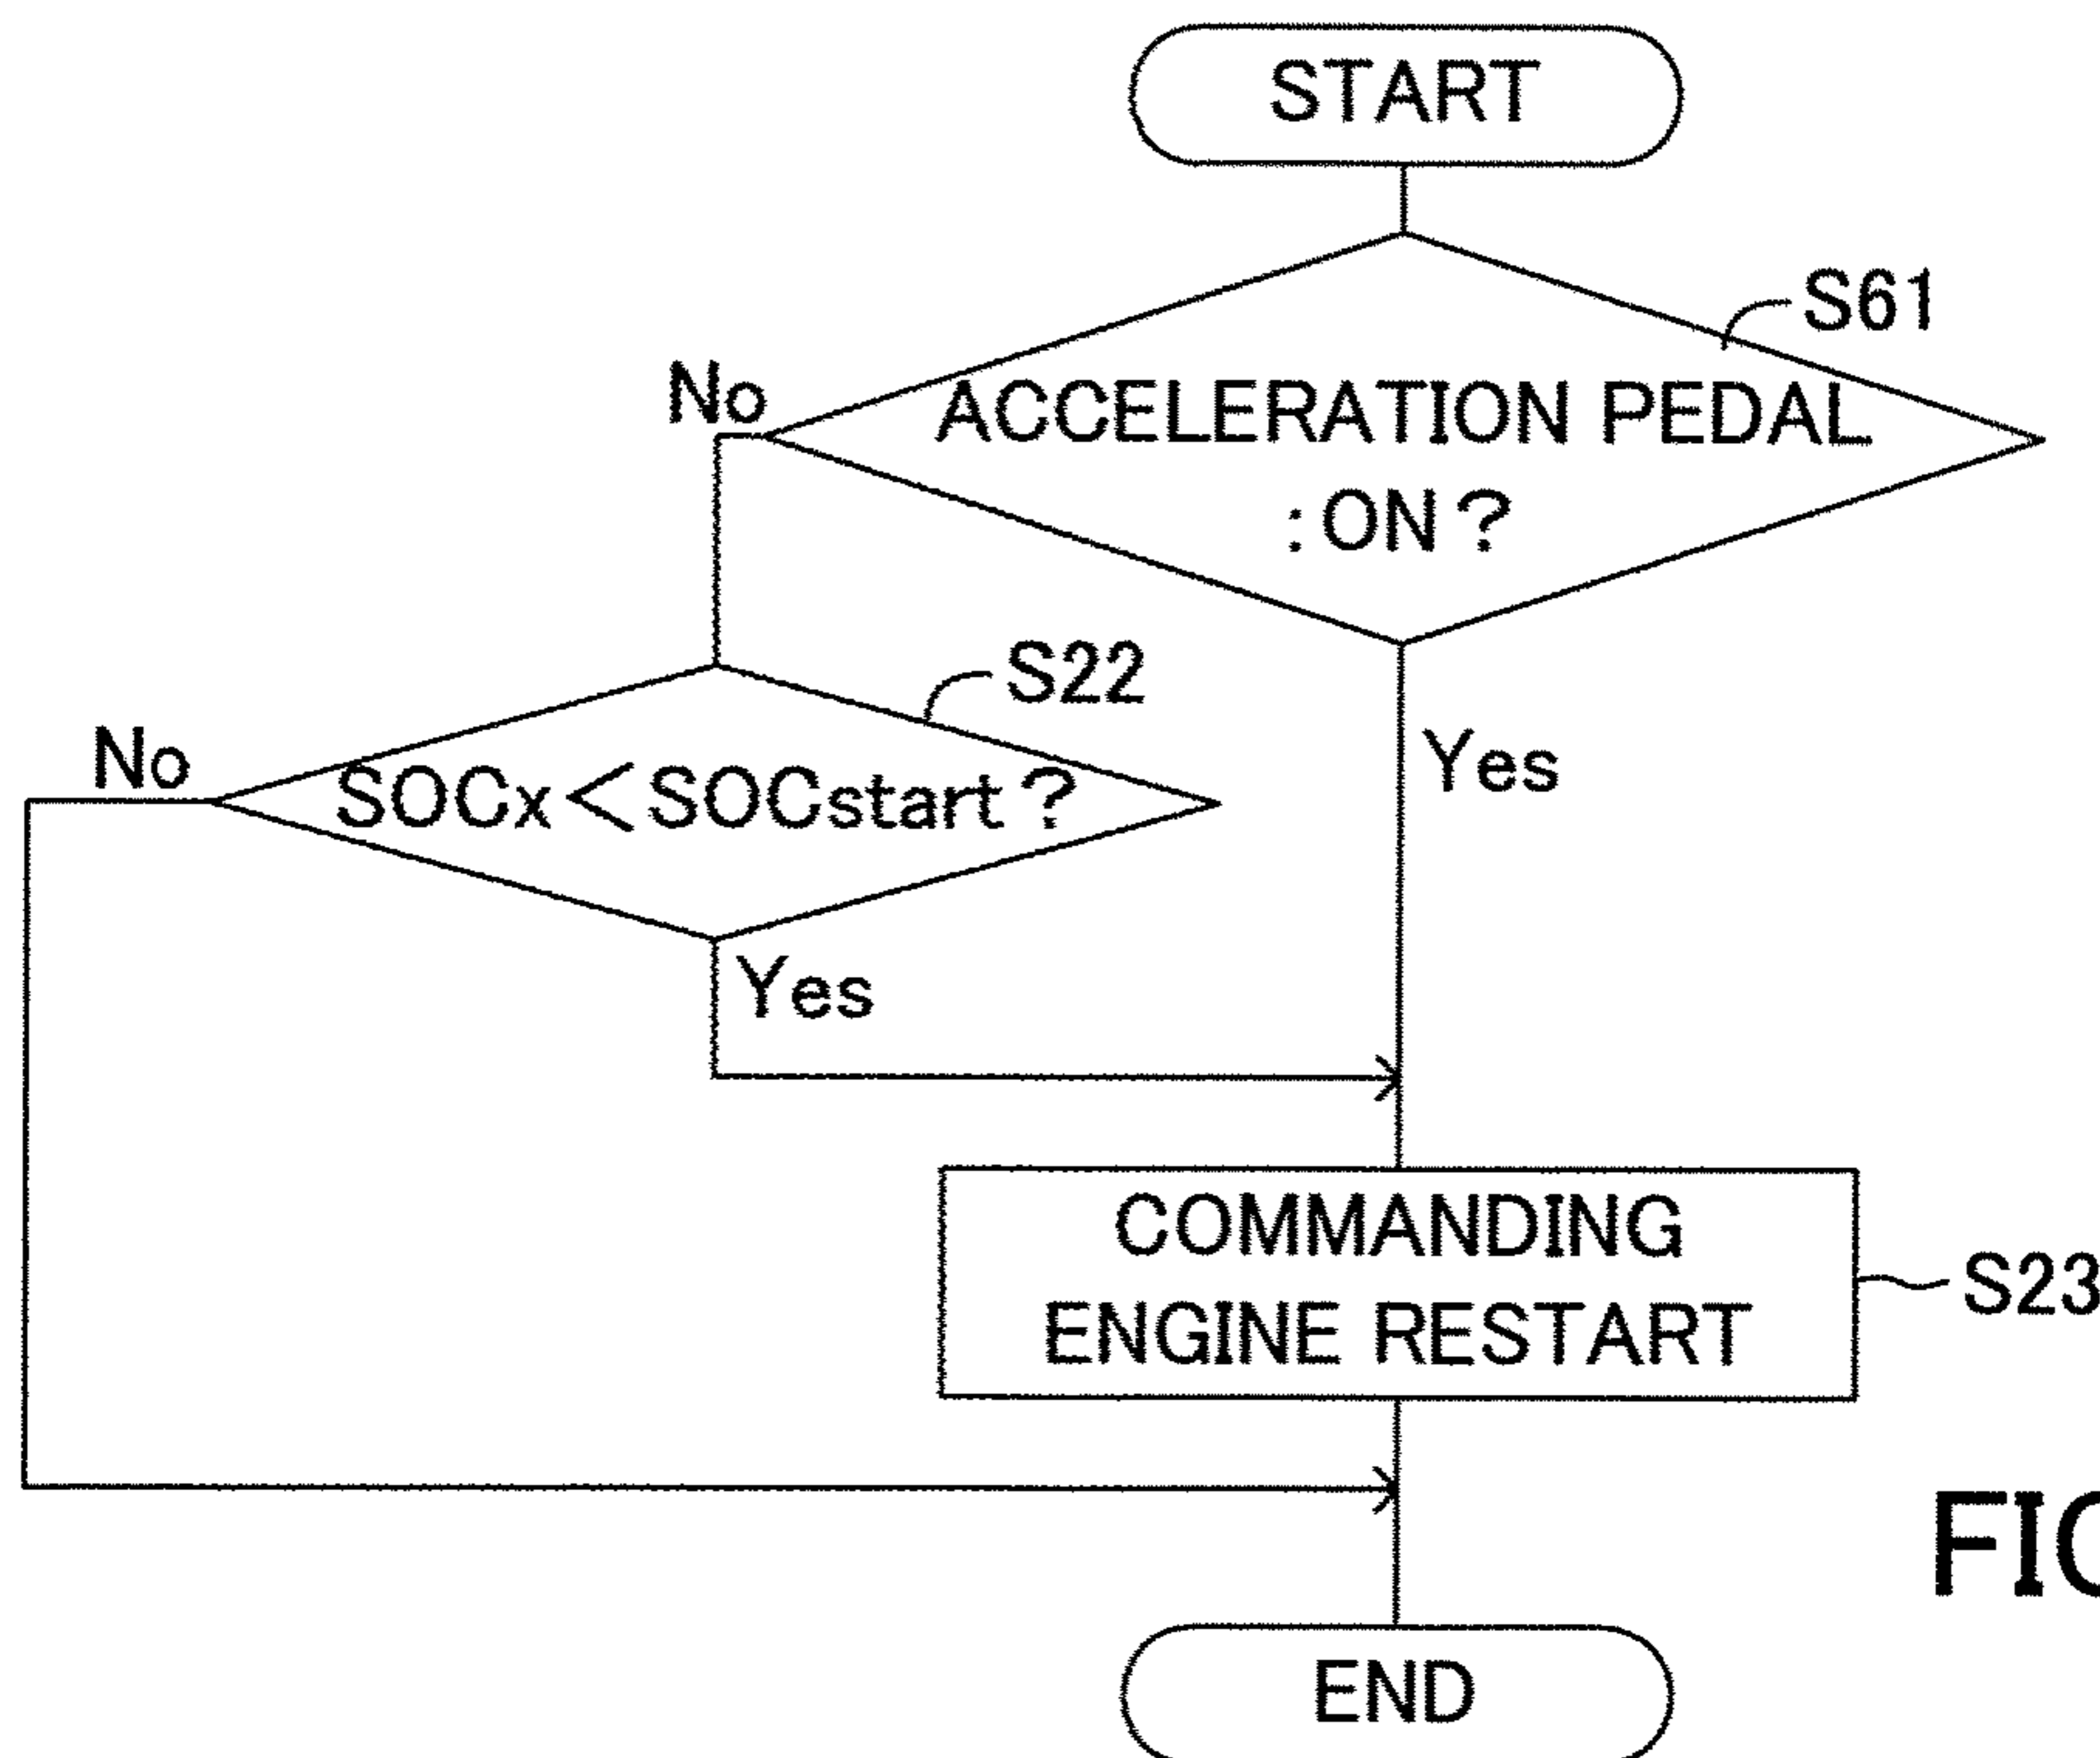 START
S61
No
ACCELERATION PEDAL
:ON?
S22
No
SOCx<SOCstart?
Yes
Yes
COMMANDING
ENGINE RESTART
S23
END